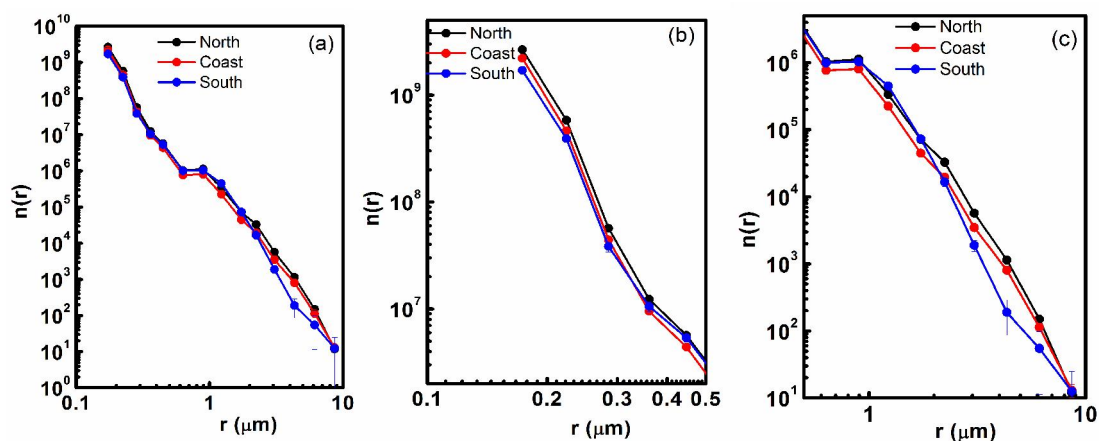 (a)
North
Coast
South
n(r)
10^10
10^9
10^8
10^7
10^6
10^5
10^4
10^3
10^2
10^1
10^0
0.1 1 10
r (μm)
(b)
North
Coast
South
n(r)
10^9
10^8
10^7
0.1 0.2 0.3 0.4 0.5
r (μm)
(c)
North
Coast
South
n(r)
10^6
10^5
10^4
10^3
10^2
10^1
1 10
r (μm)